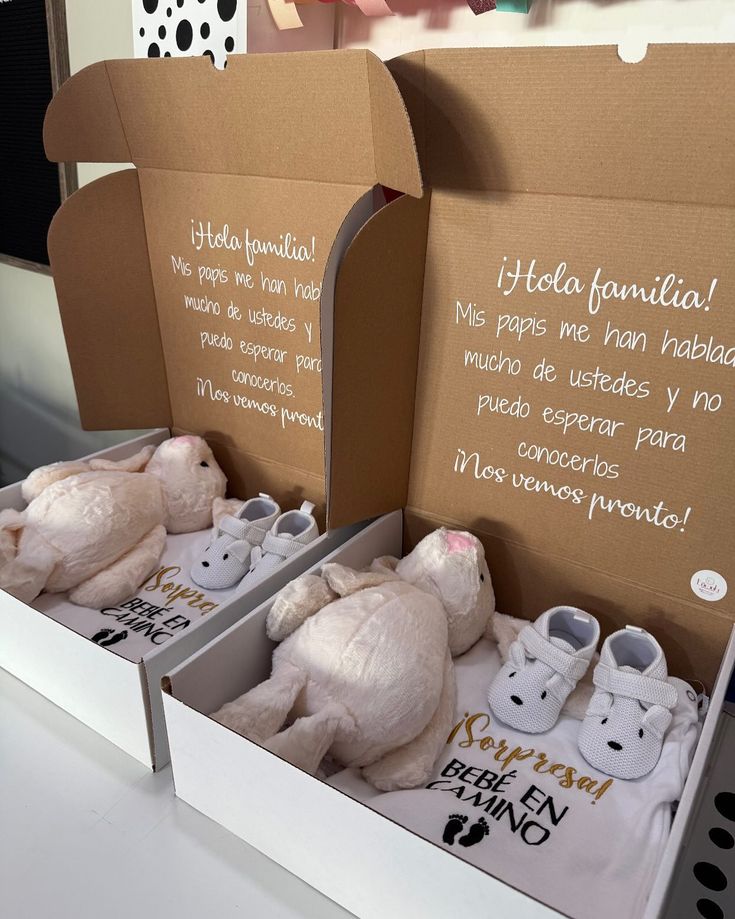 ¡Hola familia!
Mis papis me han hab
mucho de ustedes y
puedo esperar para
conocerlos.
¡Nos vemos pront
¡Sorpresa
BEBÉ EN
CAMINO
¡Hola familia!
Mis papis me han hablad
mucho de ustedes y no
puedo esperar para
conocerlos
¡Nos vemos pronto!
¡Sorpresa!
BEBÉ EN
CAMINO